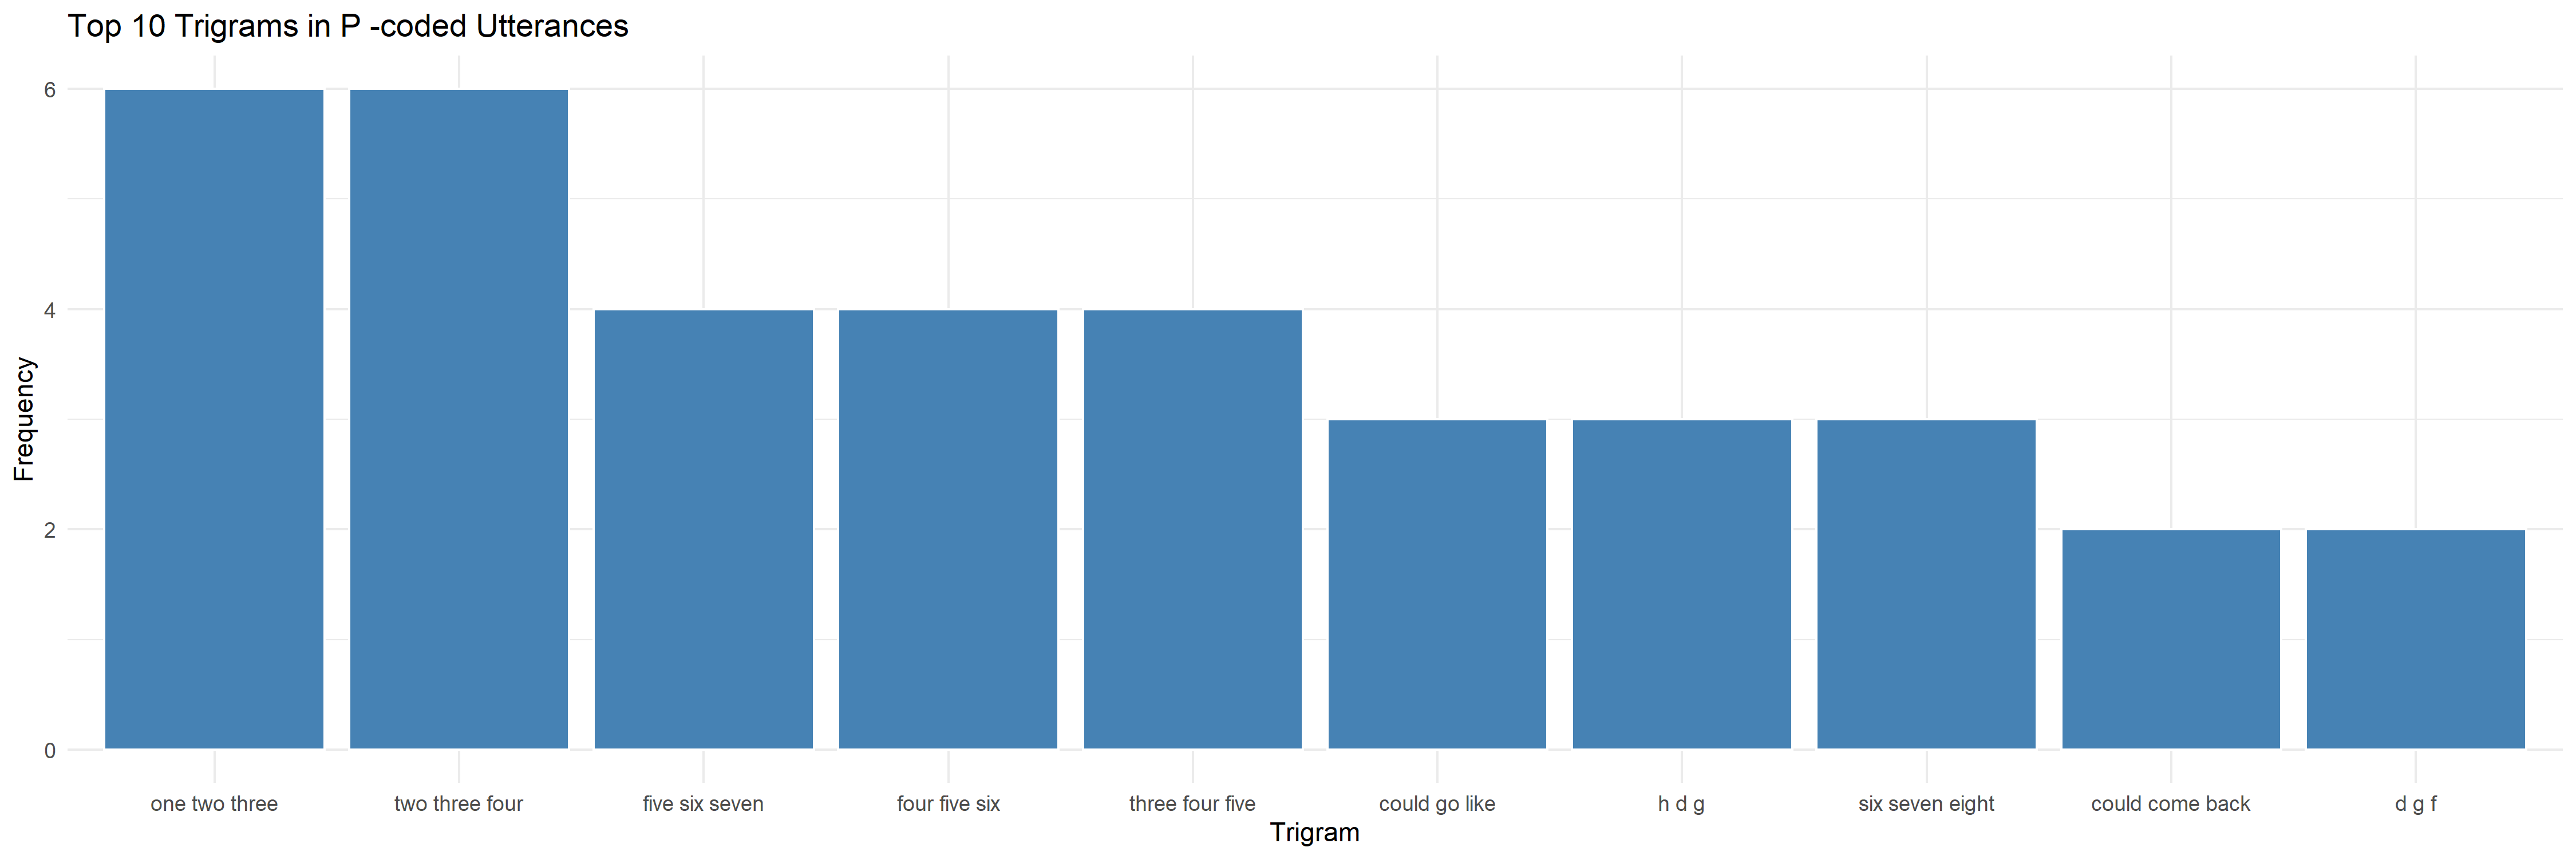 Top 10 Trigrams in P -coded Utterances
6
4
2
0
Frequency
one two three
two three four
five six seven
four five six
three four five
could go like
h d g
six seven eight
could come back
d g f
Trigram